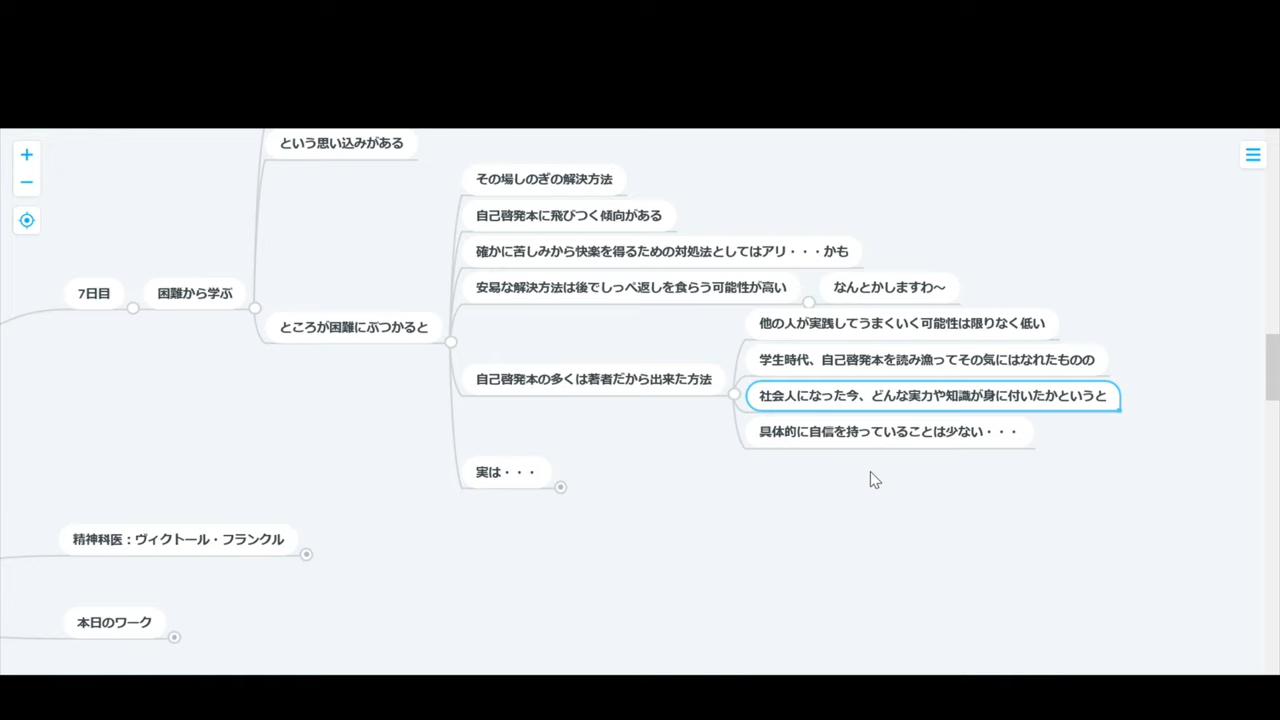 という思い込みがある
その場しのぎの解決方法
自己啓発本に飛びつく傾向がある
確かに苦しみから快楽を得るための対処法としてはアリ・・・かも
安易な解決方法は後でしっぺ返しを食らう可能性が高い
なんとかしますわ～
7日目
困難から学ぶ
ところが困難にぶつかると
他の人が実践してうまくいく可能性は限りなく低い
学生時代、自己啓発本を読み漁ってその気にはなれたものの
自己啓発本の多くは著者だから出来た方法
社会人になった今、どんな実力や知識が身に付いたかというと
具体的に自信を持っていることは少ない・・・
実は・・・
精神科医：ヴィクトール・フランクル
本日のワーク